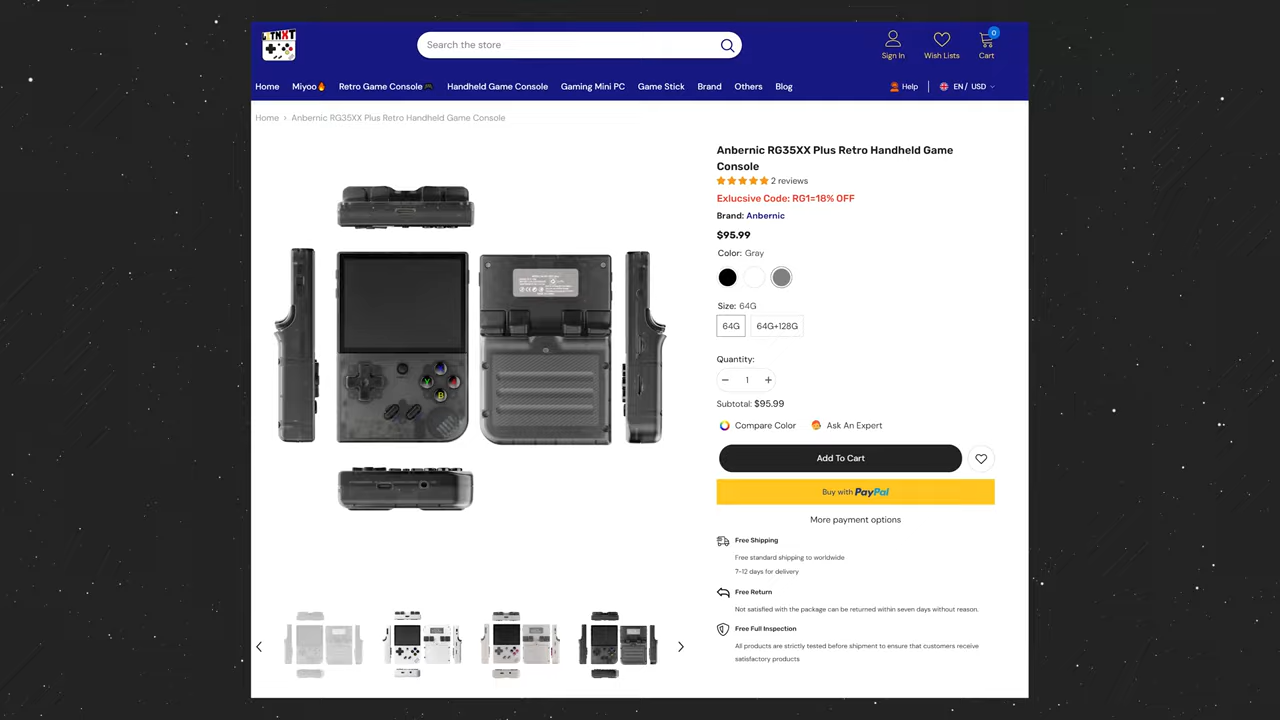 Search the store
0
Sign In
Wish Lists
Cart
Home
Miyoo
Retro Game Console
Handheld Game Console
Gaming Mini PC
Game Stick
Brand
Others
Blog
Help
EN / USD
Home > Anbernic RG35XX Plus Retro Handheld Game Console
Anbernic RG35XX Plus Retro Handheld Game
Console
2 reviews
Exlucsive Code: RG1=18% OFF
Brand: Anbernic
$95.99
Color: Gray
Size: 64G
64G
64G+128G
Quantity:
1
Subtotal: $95.99
Compare Color
Ask An Expert
Add To Cart
Buy with PayPal
More payment options
Free Shipping
Free standard shipping to worldwide
7-12 days for delivery
Free Return
Not satisfied with the package can be returned within seven days without reason.
Free Full Inspection
All products are strictly tested before shipment to ensure that customers receive
satisfactory products
Y
B